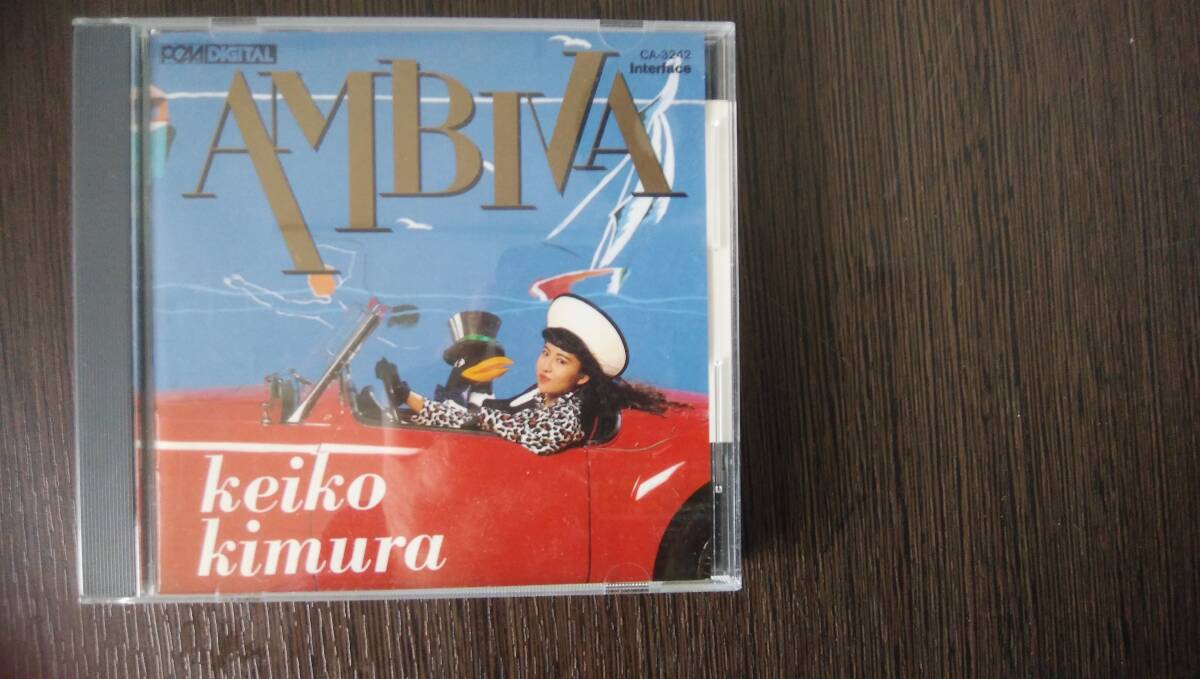 PCM DIGITAL
CA-3242
Interface
AMBIVA
keiko
kimura